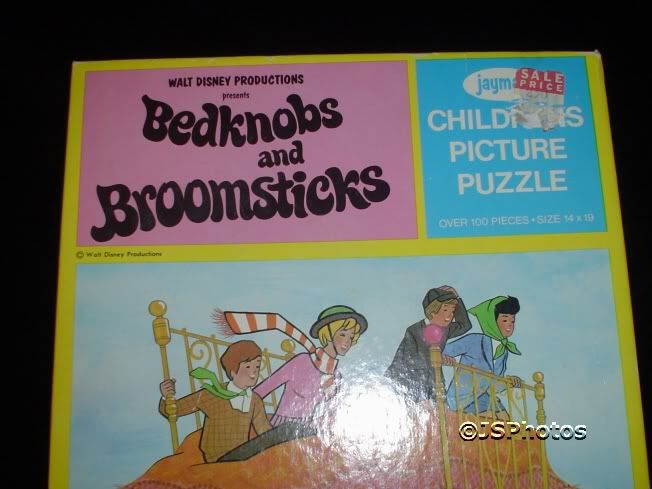 WALT DISNEY PRODUCTIONS
presents
Bedknobs
and
Broomsticks
SALE
PRICE
PICTURE
PUZZLE
OVER 100 PIECES • SIZE 14 x 19
© Walt Disney Productions
©JSPhotos